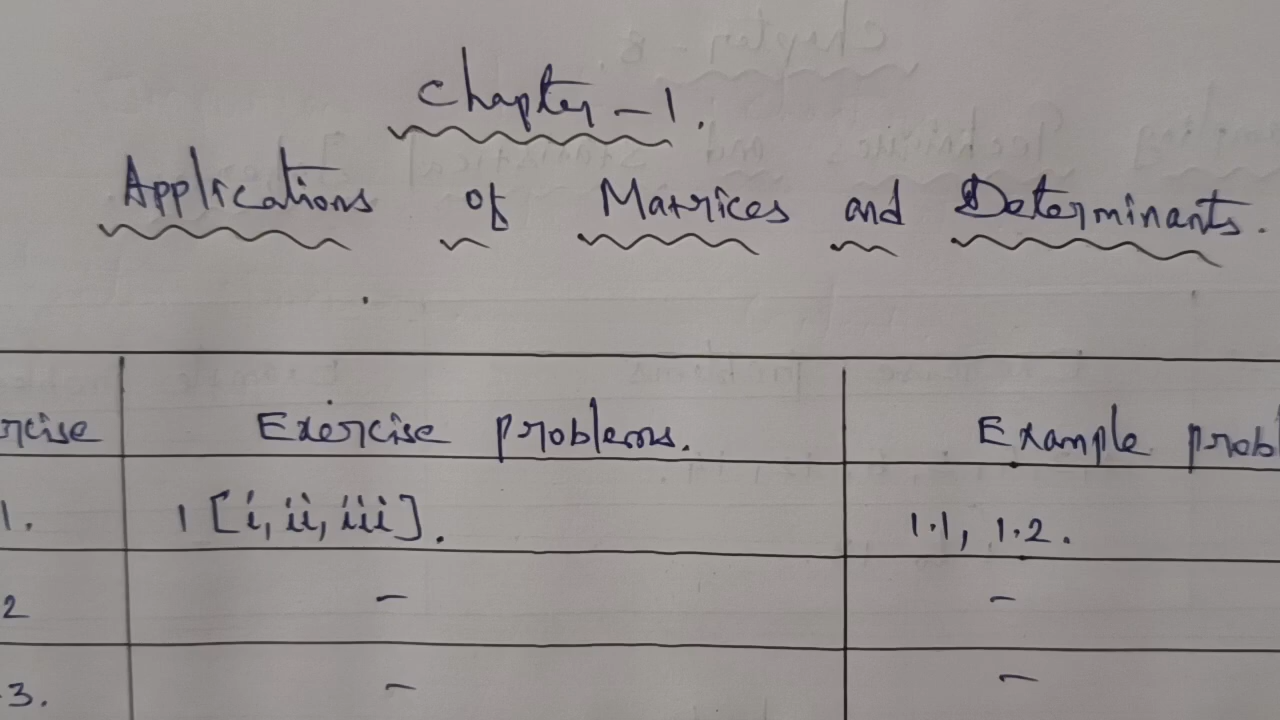 Chapter - 1.
Applications of Matrices and Determinants.
rcise Exercise problems. Example prob
1. 1 [i, ii, iii]. 1.1, 1.2.
2 - -
3. - -